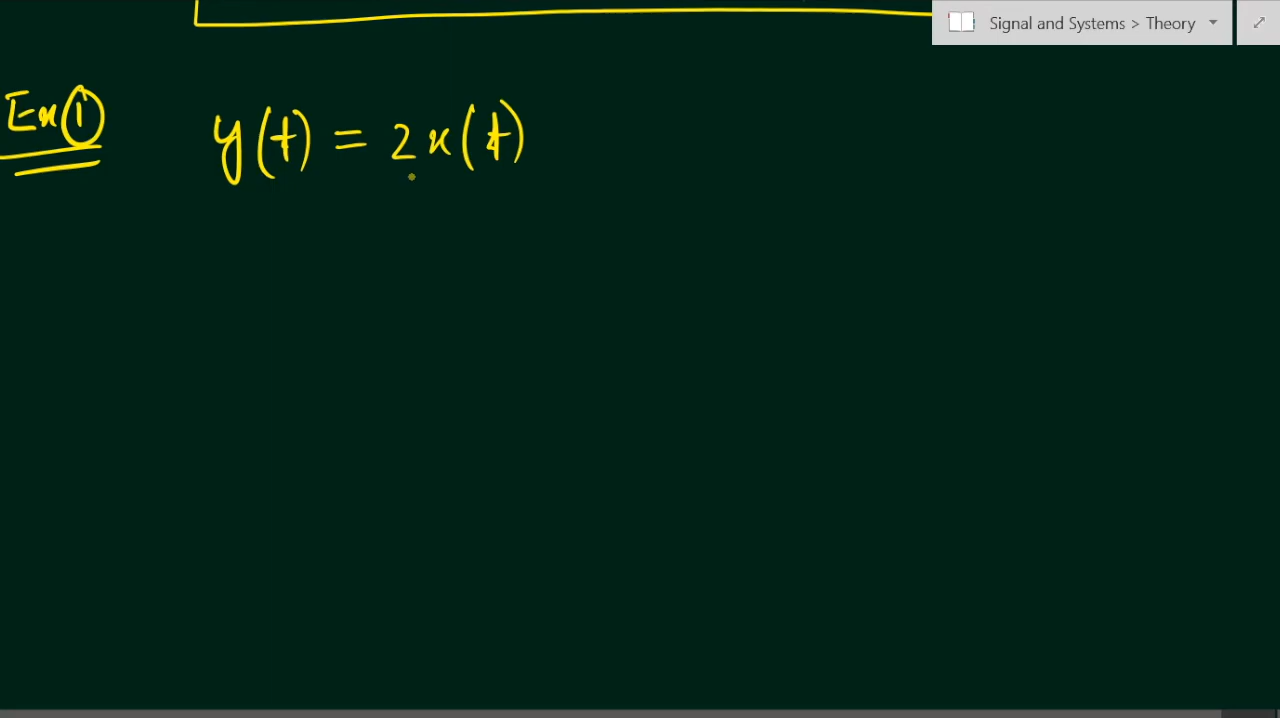 Signal and Systems > Theory
Ex ① y(t) = 2x(t)